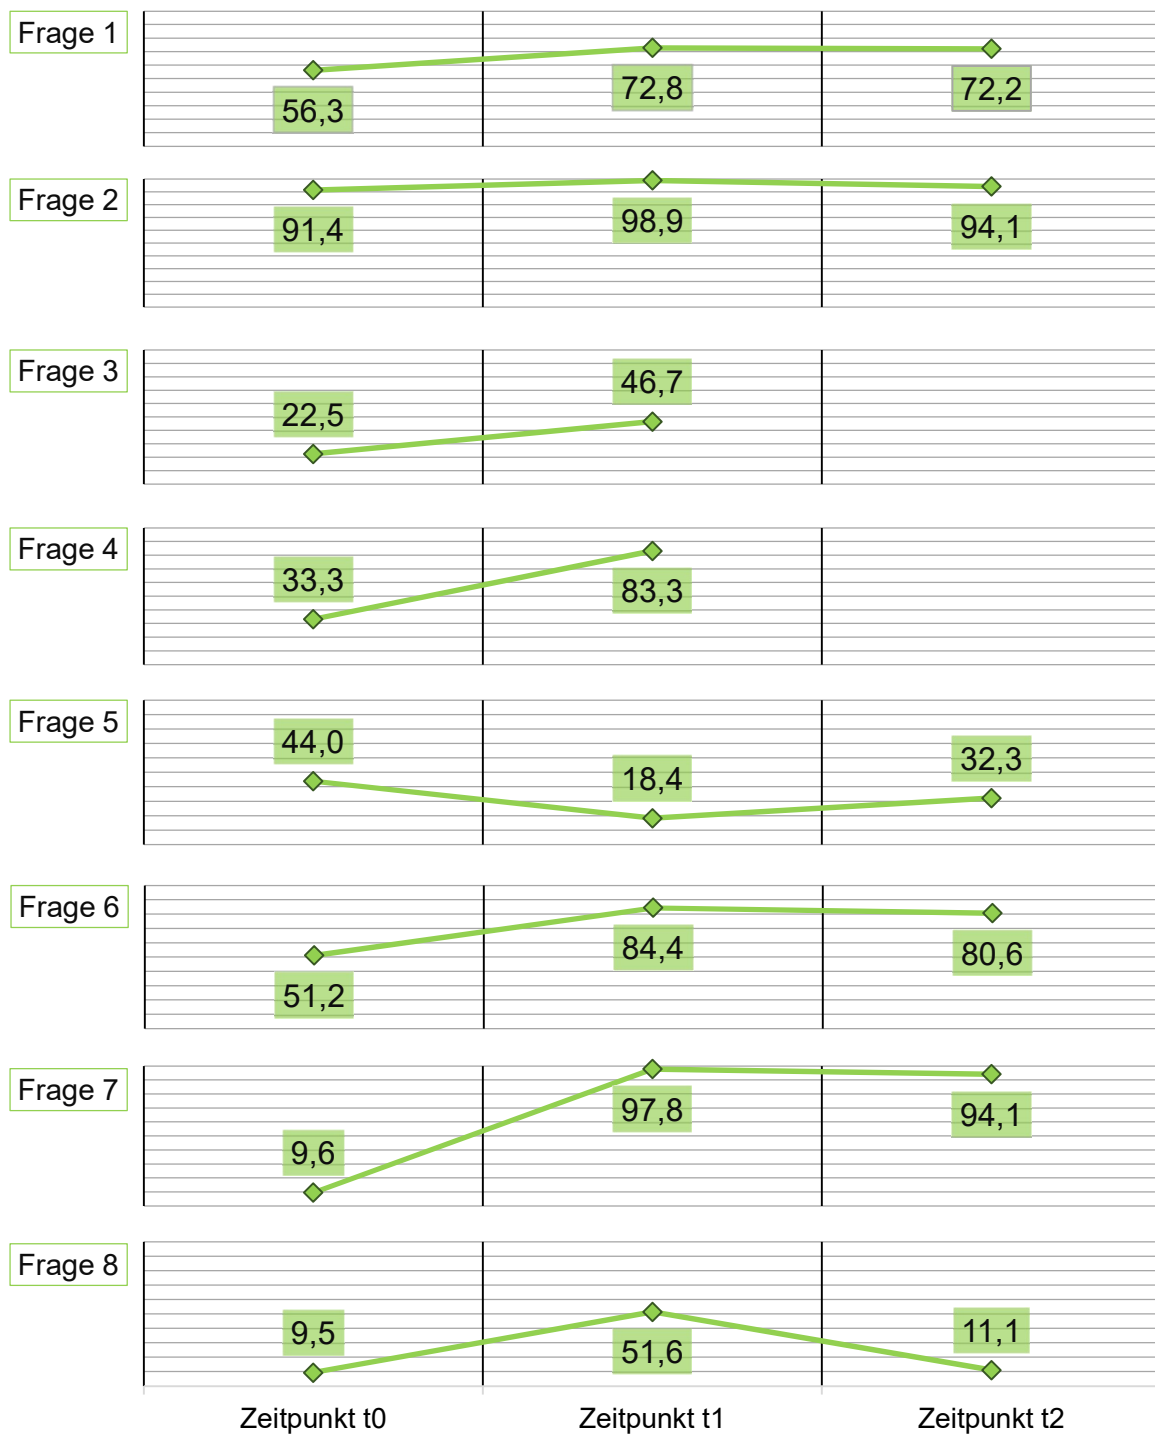 Frage 1
56,3
72,8
72,2
Frage 2
91,4
98,9
94,1
Frage 3
22,5
46,7
Frage 4
33,3
83,3
Frage 5
44,0
18,4
32,3
Frage 6
51,2
84,4
80,6
Frage 7
9,6
97,8
94,1
Frage 8
9,5
51,6
11,1
Zeitpunkt t0
Zeitpunkt t1
Zeitpunkt t2